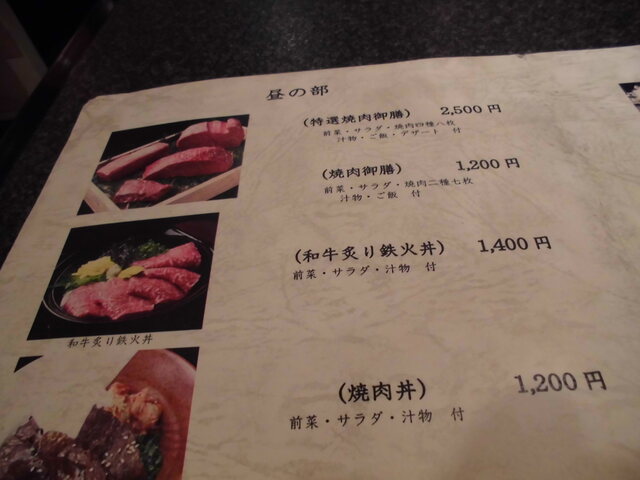 昼の部
(特選焼肉御膳) 2,500円
前菜・サラダ・焼肉四種八枚
汁物・ご飯・デザート 付
(焼肉御膳) 1,200円
前菜・サラダ・焼肉二種七枚
汁物・ご飯 付
(和牛炙り鉄火丼) 1,400円
前菜・サラダ・汁物 付
和牛炙り鉄火丼
(焼肉丼) 1,200円
前菜・サラダ・汁物 付